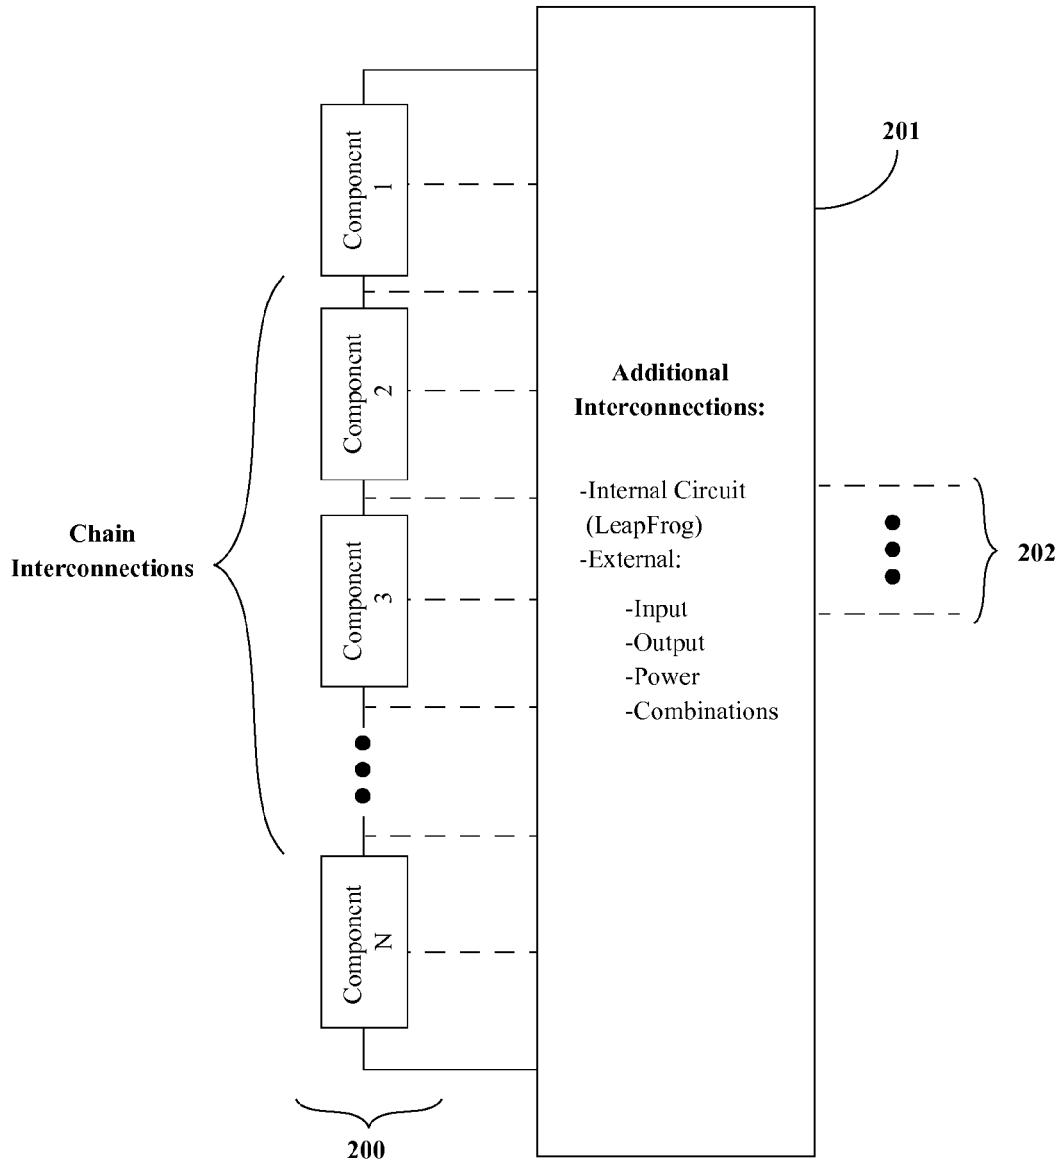 201
Component
1
Component
2
Component
3
Component
N
Chain
Interconnections
Additional
Interconnections:
-Internal Circuit
(LeapFrog)
-External:
-Input
-Output
-Power
-Combinations
202
200